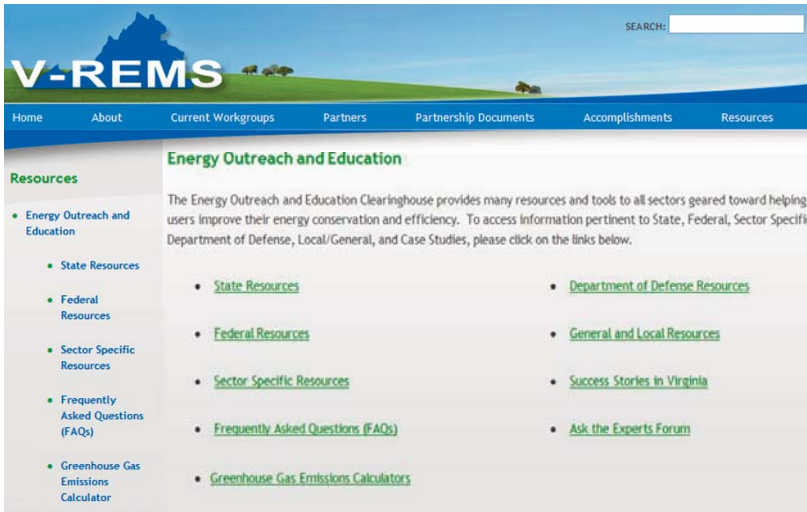 SEARCH:
V-REMS
Home About Current Workgroups Partners Partnership Documents Accomplishments Resources
Resources
• Energy Outreach and
Education
• State Resources
• Federal
Resources
• Sector Specific
Resources
• Frequently
Asked Questions
(FAQs)
• Greenhouse Gas
Emissions
Calculator
Energy Outreach and Education
The Energy Outreach and Education Clearinghouse provides many resources and tools to all sectors geared toward helping
users improve their energy conservation and efficiency. To access information pertinent to State, Federal, Sector Specifi
Department of Defense, Local/General, and Case Studies, please click on the links below.
• State Resources
• Federal Resources
• Sector Specific Resources
• Frequently Asked Questions (FAQs)
• Greenhouse Gas Emissions Calculators
• Department of Defense Resources
• General and Local Resources
• Success Stories in Virginia
• Ask the Experts Forum